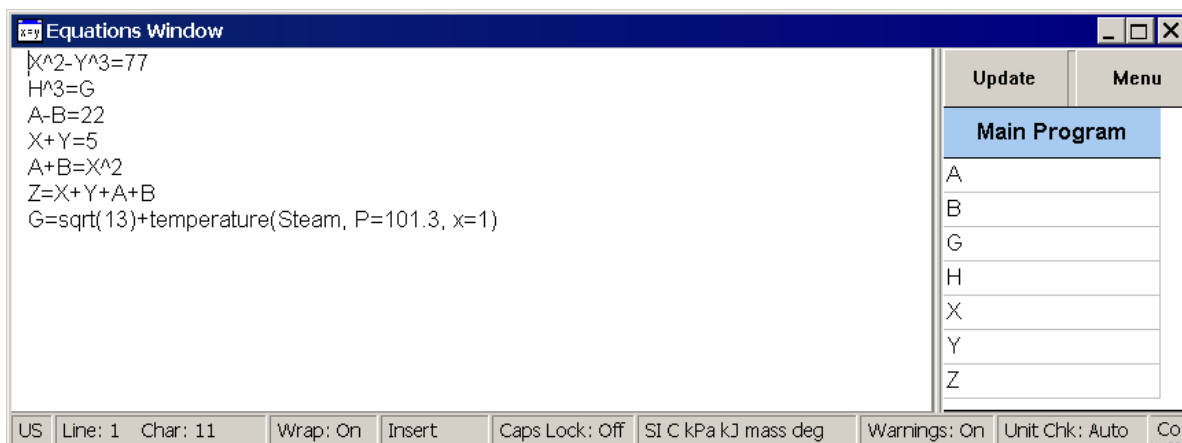 x=y Equations Window
X^2-Y^3=77
H^3=G
A-B=22
X+Y=5
A+B=X^2
Z=X+Y+A+B
G=sqrt(13)+temperature(Steam, P=101.3, x=1)
Update Menu
Main Program
A
B
G
H
X
Y
Z
US Line: 1 Char: 11 Wrap: On Insert Caps Lock: Off SI C kPa kJ mass deg Warnings: On Unit Chk: Auto Co